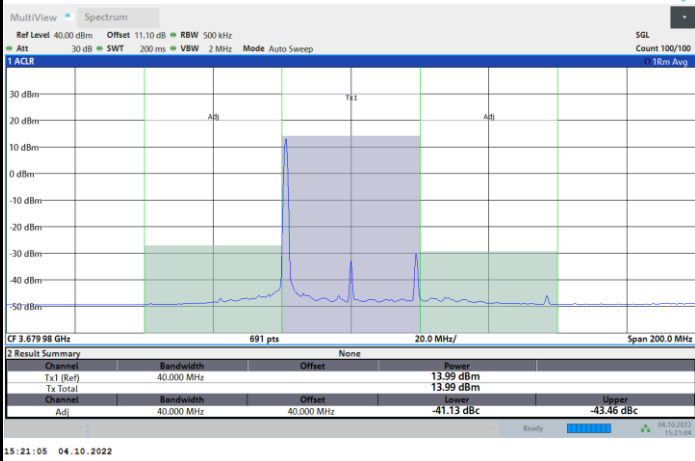 MultiView Spectrum
Ref Level 40.00 dBm Offset 11.10 dB RBW 500 kHz SGL
Att 30 dB SWT 200 ms VBW 2 MHz Mode Auto Sweep Count 100/100
1 ACLR 1Rm Avg
30 dBm
Tx1
20 dBm Adj Adj
10 dBm
0 dBm
-10 dBm
-20 dBm
-30 dBm
-40 dBm
-50 dBm
CF 3.67998 GHz 691 pts 20.0 MHz/ Span 200.0 MHz
2 Result Summary None
Channel Bandwidth Offset Power
Tx1 (Ref) 40.000 MHz 13.99 dBm
Tx Total 13.99 dBm
Channel Bandwidth Offset Lower Upper
Adj 40.000 MHz 40.000 MHz -41.13 dBc -43.46 dBc
Ready 04.10.2022
15:21:04
15:21:05 04.10.2022